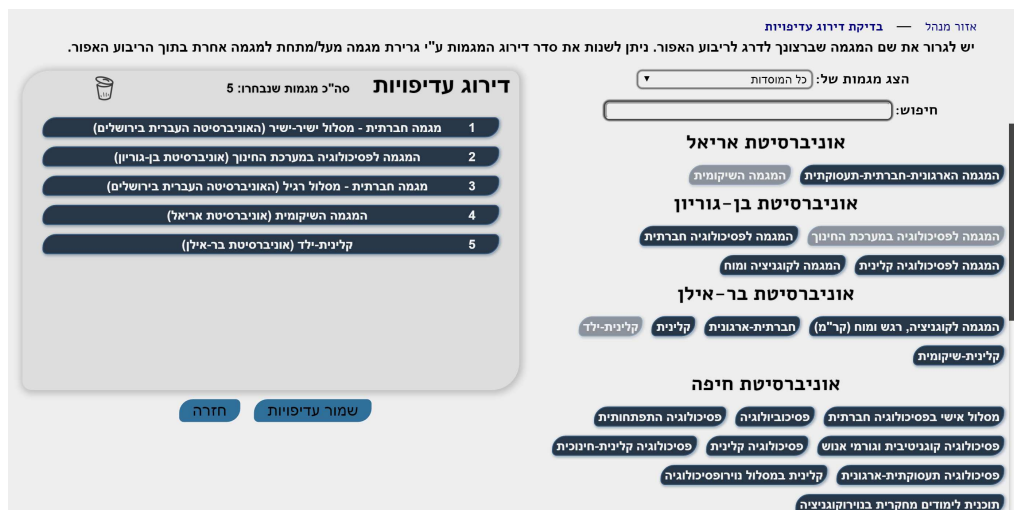 אזור מנהל — בדיקת דירוג עדיפויות
יש לגרור את שם המגמה שברצונך לדרג לריבוע האפור. ניתן לשנות את סדר דירוג המגמות ע"י גרירת מגמה מעל/מתחת למגמה אחרת בתוך הריבוע האפור.
הצג מגמות של: כל המוסדות
חיפוש:
אוניברסיטת אריאל
המגמה הארגונית-חברתית-תעסוקתית המגמה השיקומית
אוניברסיטת בן-גוריון
המגמה לפסיכולוגיה במערכת החינוך המגמה לפסיכולוגיה חברתית
המגמה לפסיכולוגיה קלינית המגמה לקוגניציה ומוח
אוניברסיטת בר-אילן
המגמה לקוגניציה, רגש ומוח (קר"מ) חברתית-ארגונית קלינית קלינית-ילד
קלינית-שיקומית
אוניברסיטת חיפה
מסלול אישי בפסיכולוגיה חברתית פסיכוביולוגיה פסיכולוגיה התפתחותית
פסיכולוגיה קוגניטיבית וגורמי אנוש פסיכולוגיה קלינית פסיכולוגיה קלינית-חינוכית
פסיכולוגיה תעסוקתית-ארגונית קלינית במסלול נוירופסיכולוגיה
תוכנית לימודים מחקרית בנוירוקוגניציה
דירוג עדיפויות סה"כ מגמות שנבחרו: 5
1 מגמה חברתית - מסלול ישיר-ישיר (האוניברסיטה העברית בירושלים)
2 המגמה לפסיכולוגיה במערכת החינוך (אוניברסיטת בן-גוריון)
3 מגמה חברתית - מסלול רגיל (האוניברסיטה העברית בירושלים)
4 המגמה השיקומית (אוניברסיטת אריאל)
5 קלינית-ילד (אוניברסיטת בר-אילן)
שמור עדיפויות חזרה